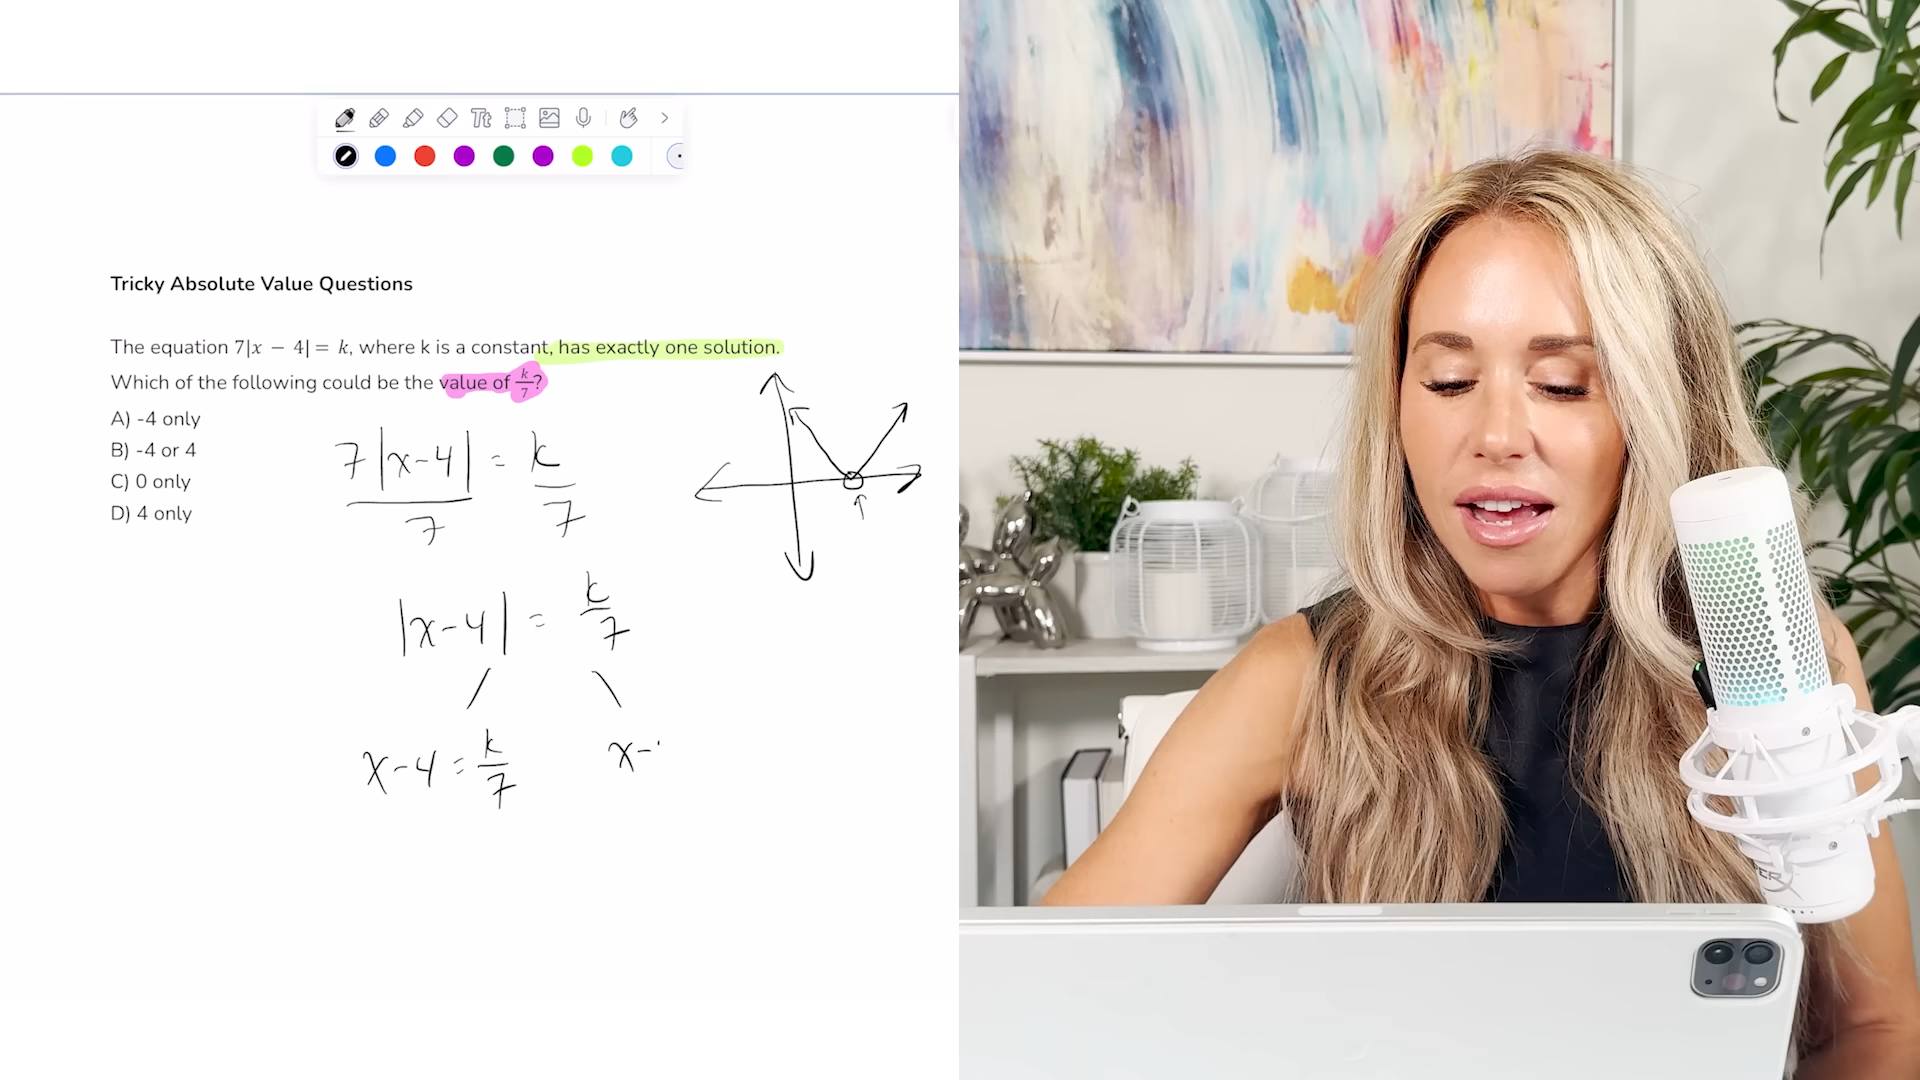 Tt
Tricky Absolute Value Questions
The equation 7|x − 4| = k, where k is a constant, has exactly one solution.
Which of the following could be the value of k/7?
A) -4 only
B) -4 or 4
C) 0 only
D) 4 only
7|x-4| = k
7 7
|x-4| = k/7
x-4 = k/7 x-